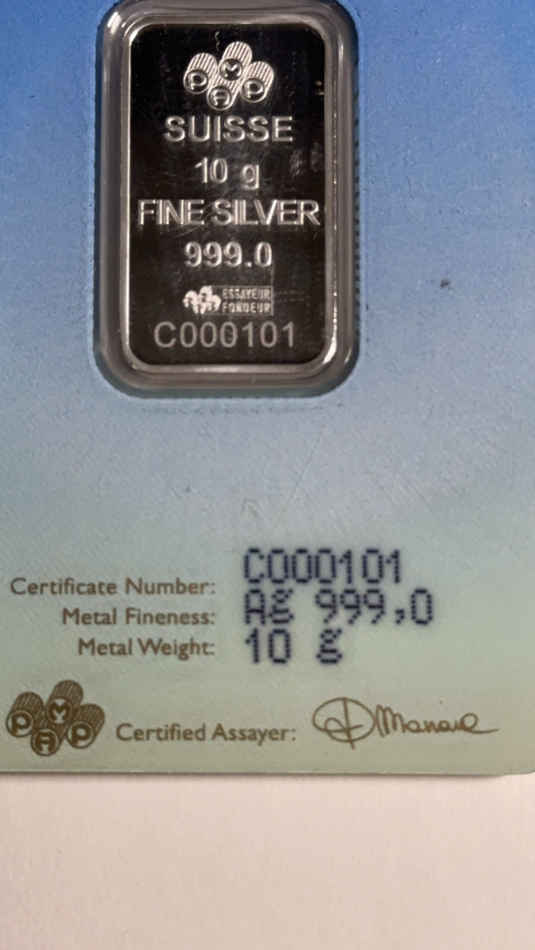 PAMP
SUISSE
10 g
FINE SILVER
999.0
ESSAYEUR
FONDEUR
C000101
Certificate Number: C000101
Metal Fineness: Ag 999,0
Metal Weight: 10 g
PAMP
Certified Assayer: